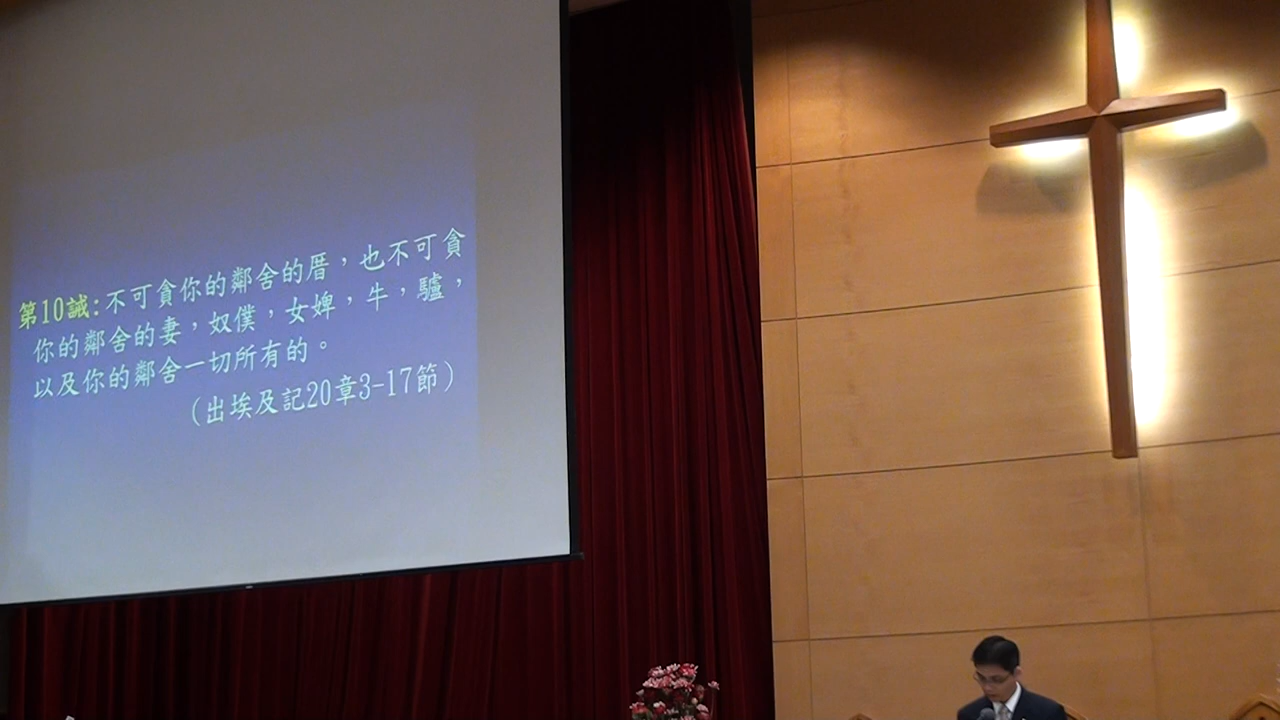 第10誡:不可貪你的鄰舍的厝，也不可貪
你的鄰舍的妻，奴僕，女婢，牛，驢，
以及你的鄰舍一切所有的。
（出埃及記20章3-17節）